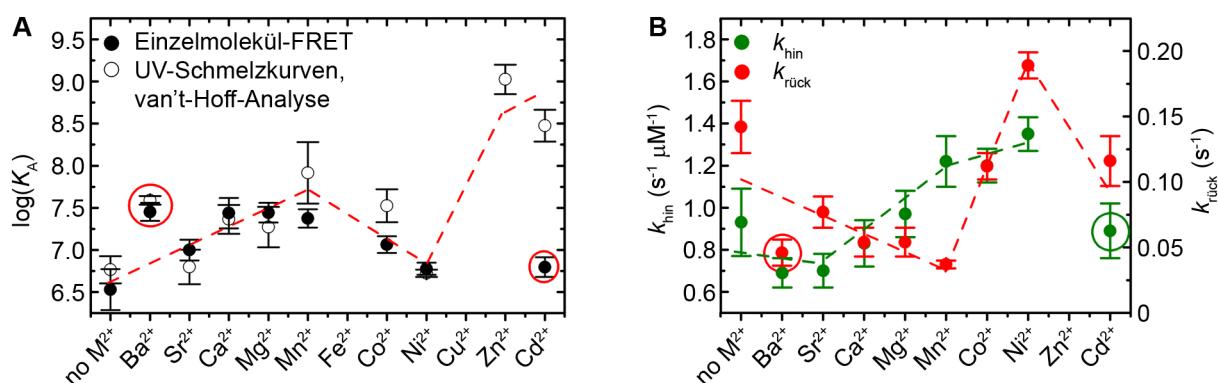 A
9.5
9.0
8.5
8.0
7.5
7.0
6.5
log(K_A)
Einzelmolekül-FRET
UV-Schmelzkurven,
van't-Hoff-Analyse
no M²⁺
Ba²⁺
Sr²⁺
Ca²⁺
Mg²⁺
Mn²⁺
Fe²⁺
Co²⁺
Ni²⁺
Cu²⁺
Zn²⁺
Cd²⁺
B
1.8
1.6
1.4
1.2
1.0
0.8
0.6
k_hin (s⁻¹ µM⁻¹)
k_hin
k_rück
0.20
0.15
0.10
0.05
0
k_rück (s⁻¹)
no M²⁺
Ba²⁺
Sr²⁺
Ca²⁺
Mg²⁺
Mn²⁺
Co²⁺
Ni²⁺
Zn²⁺
Cd²⁺